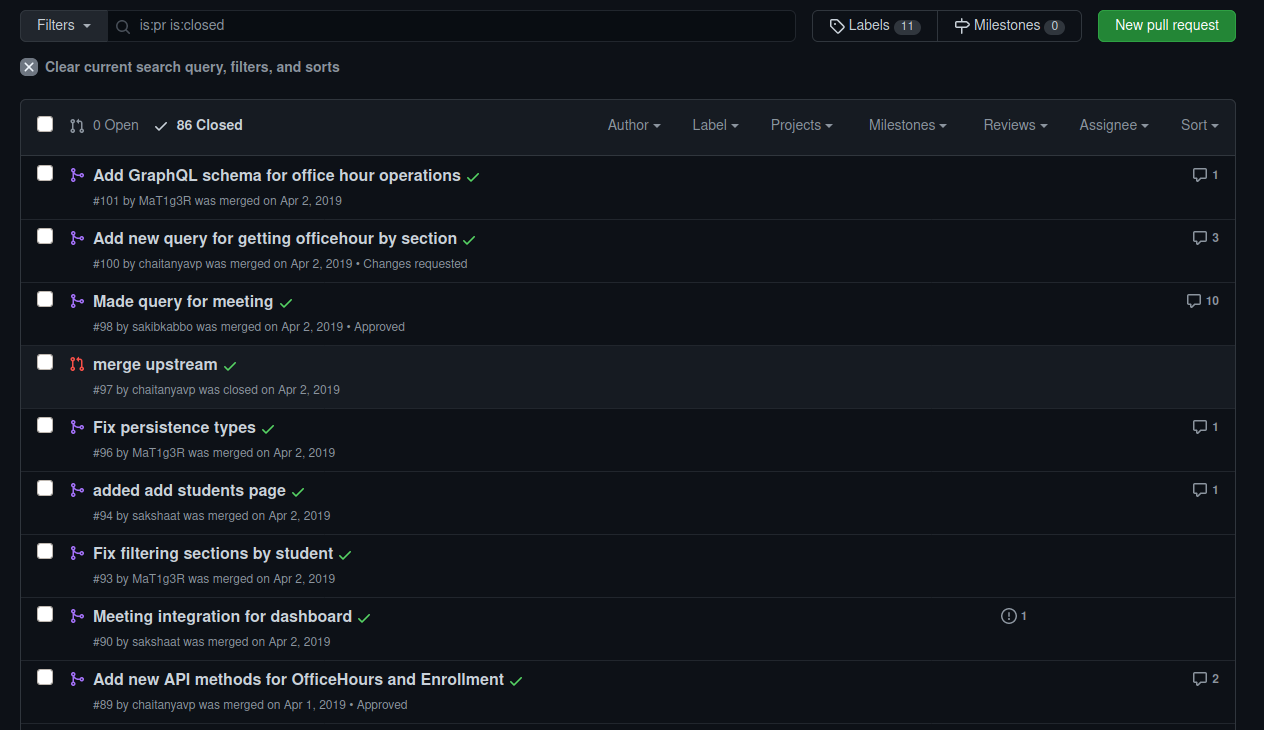 Filters is:pr is:closed Labels 11 Milestones 0 New pull request
Clear current search query, filters, and sorts
0 Open 86 Closed Author Label Projects Milestones Reviews Assignee Sort
Add GraphQL schema for office hour operations 1
#101 by MaT1g3R was merged on Apr 2, 2019
Add new query for getting officehour by section 3
#100 by chaitanyavp was merged on Apr 2, 2019 • Changes requested
Made query for meeting 10
#98 by sakibkabbo was merged on Apr 2, 2019 • Approved
merge upstream
#97 by chaitanyavp was closed on Apr 2, 2019
Fix persistence types 1
#96 by MaT1g3R was merged on Apr 2, 2019
added add students page 1
#94 by sakshaat was merged on Apr 2, 2019
Fix filtering sections by student
#93 by MaT1g3R was merged on Apr 2, 2019
Meeting integration for dashboard 1
#90 by sakshaat was merged on Apr 2, 2019
Add new API methods for OfficeHours and Enrollment 2
#89 by chaitanyavp was merged on Apr 1, 2019 • Approved